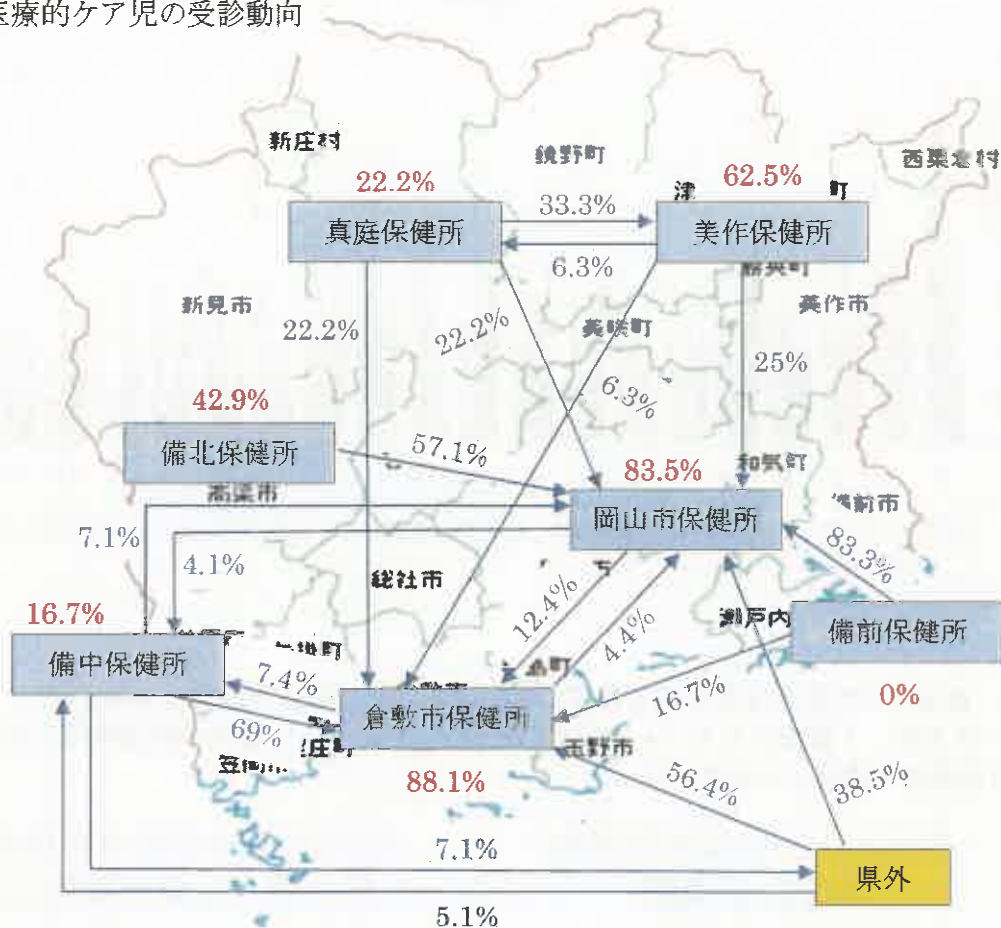 医療的ケア児の受診動向
新庄村
鏡野町
西粟倉村
22.2%
62.5%
津
町
33.3%
真庭保健所
美作保健所
6.3%
新見市
美作市
22.2%
22.2%
美咲町
25%
6.3%
42.9%
57.1%
備北保健所
83.5%
和気町
高梁市
岡山市保健所
備前市
7.1%
4.1%
83.3%
総社市
12.4%
4.4%
16.7%
瀬戸内
備前保健所
備中保健所
7.4%
16.7%
0%
倉敷市保健所
69%
玉野市
88.1%
56.4%
38.5%
7.1%
県外
5.1%